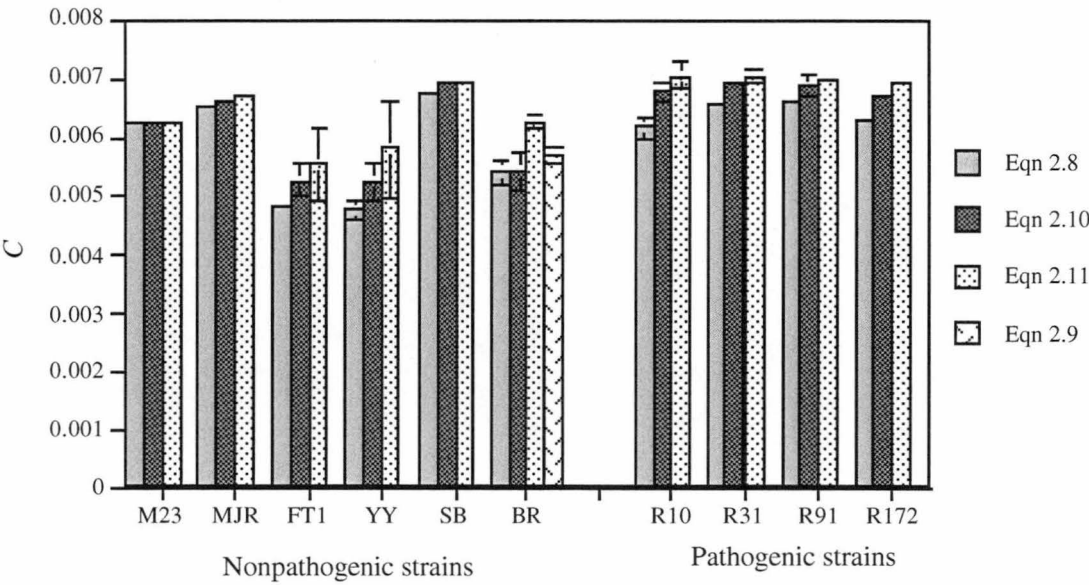 0.008
0.007
0.006
0.005
0.004
0.003
0.002
0.001
0
C
M23 MJR FT1 YY SB BR R10 R31 R91 R172
Nonpathogenic strains Pathogenic strains
Eqn 2.8
Eqn 2.10
Eqn 2.11
Eqn 2.9